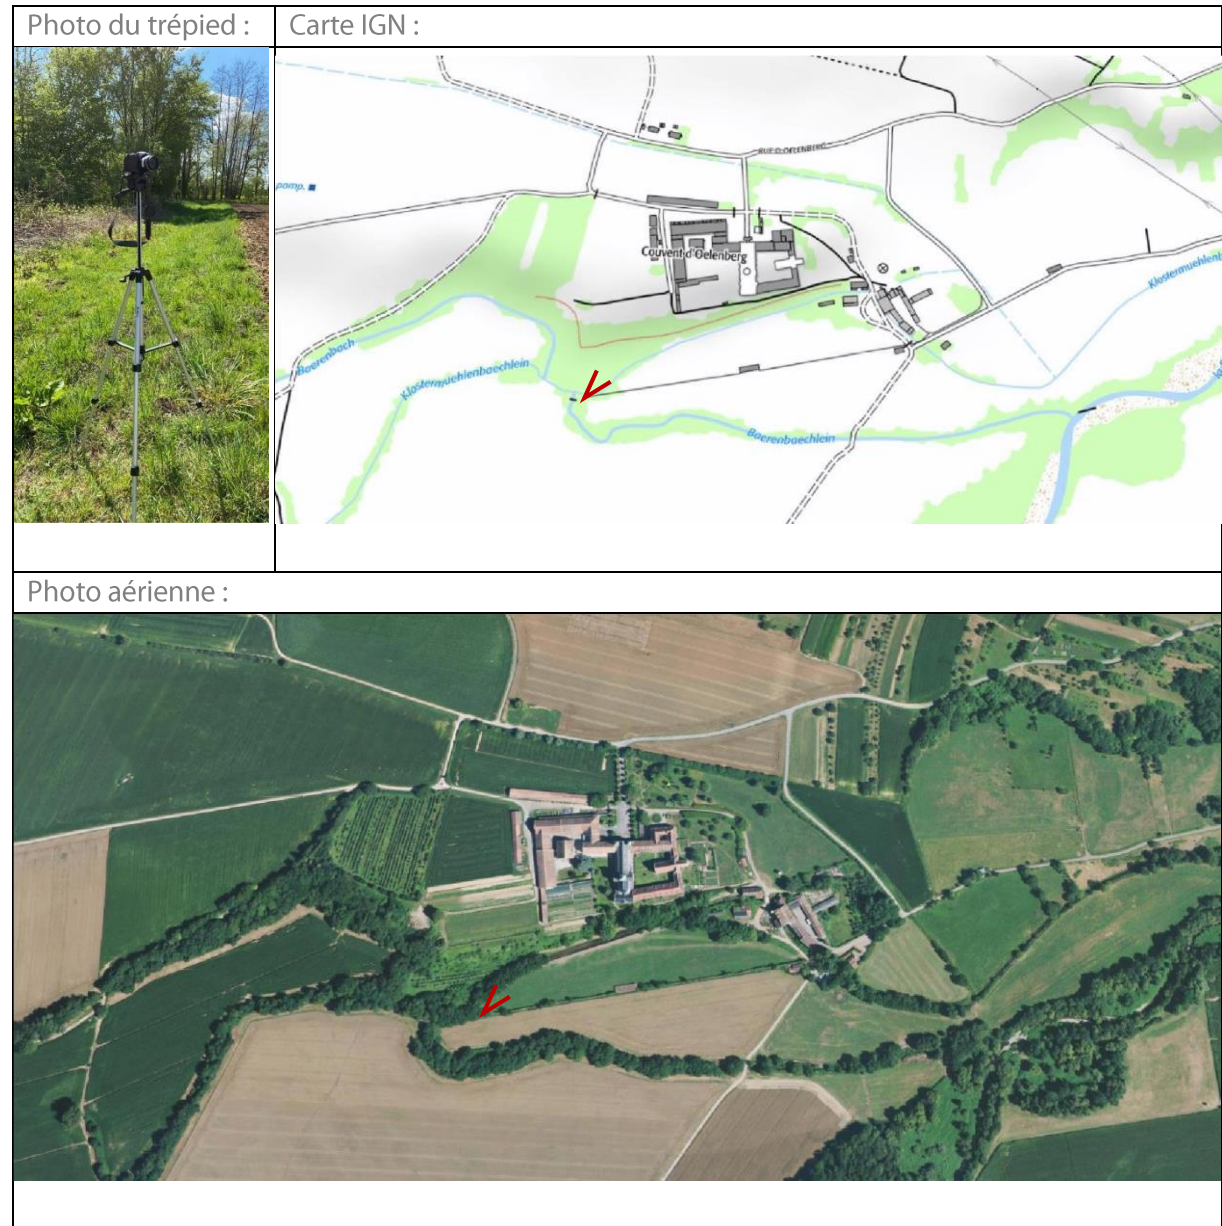 Photo du trépied :
Carte IGN :
RUE D'OELENBERG
pomp.
Couvent d'Oelenberg
Klostermuehlenb
Baerenbach
Klostermuehlenbaechlein
Baerenbaechlein
Photo aérienne :